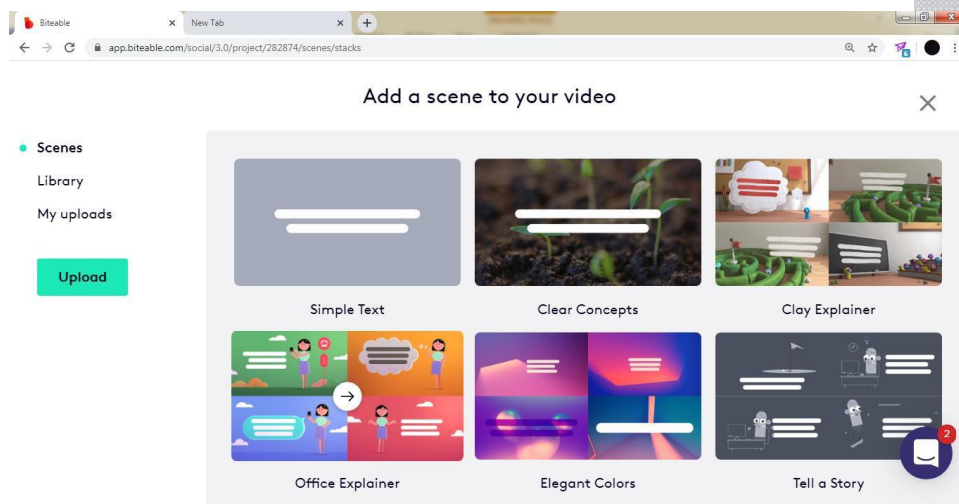 Biteable
New Tab
app.biteable.com/social/3.0/project/282874/scenes/stacks
6
Add a scene to your video
Scenes
Library
My uploads
Upload
Simple Text
Clear Concepts
Clay Explainer
Office Explainer
Elegant Colors
Tell a Story
2